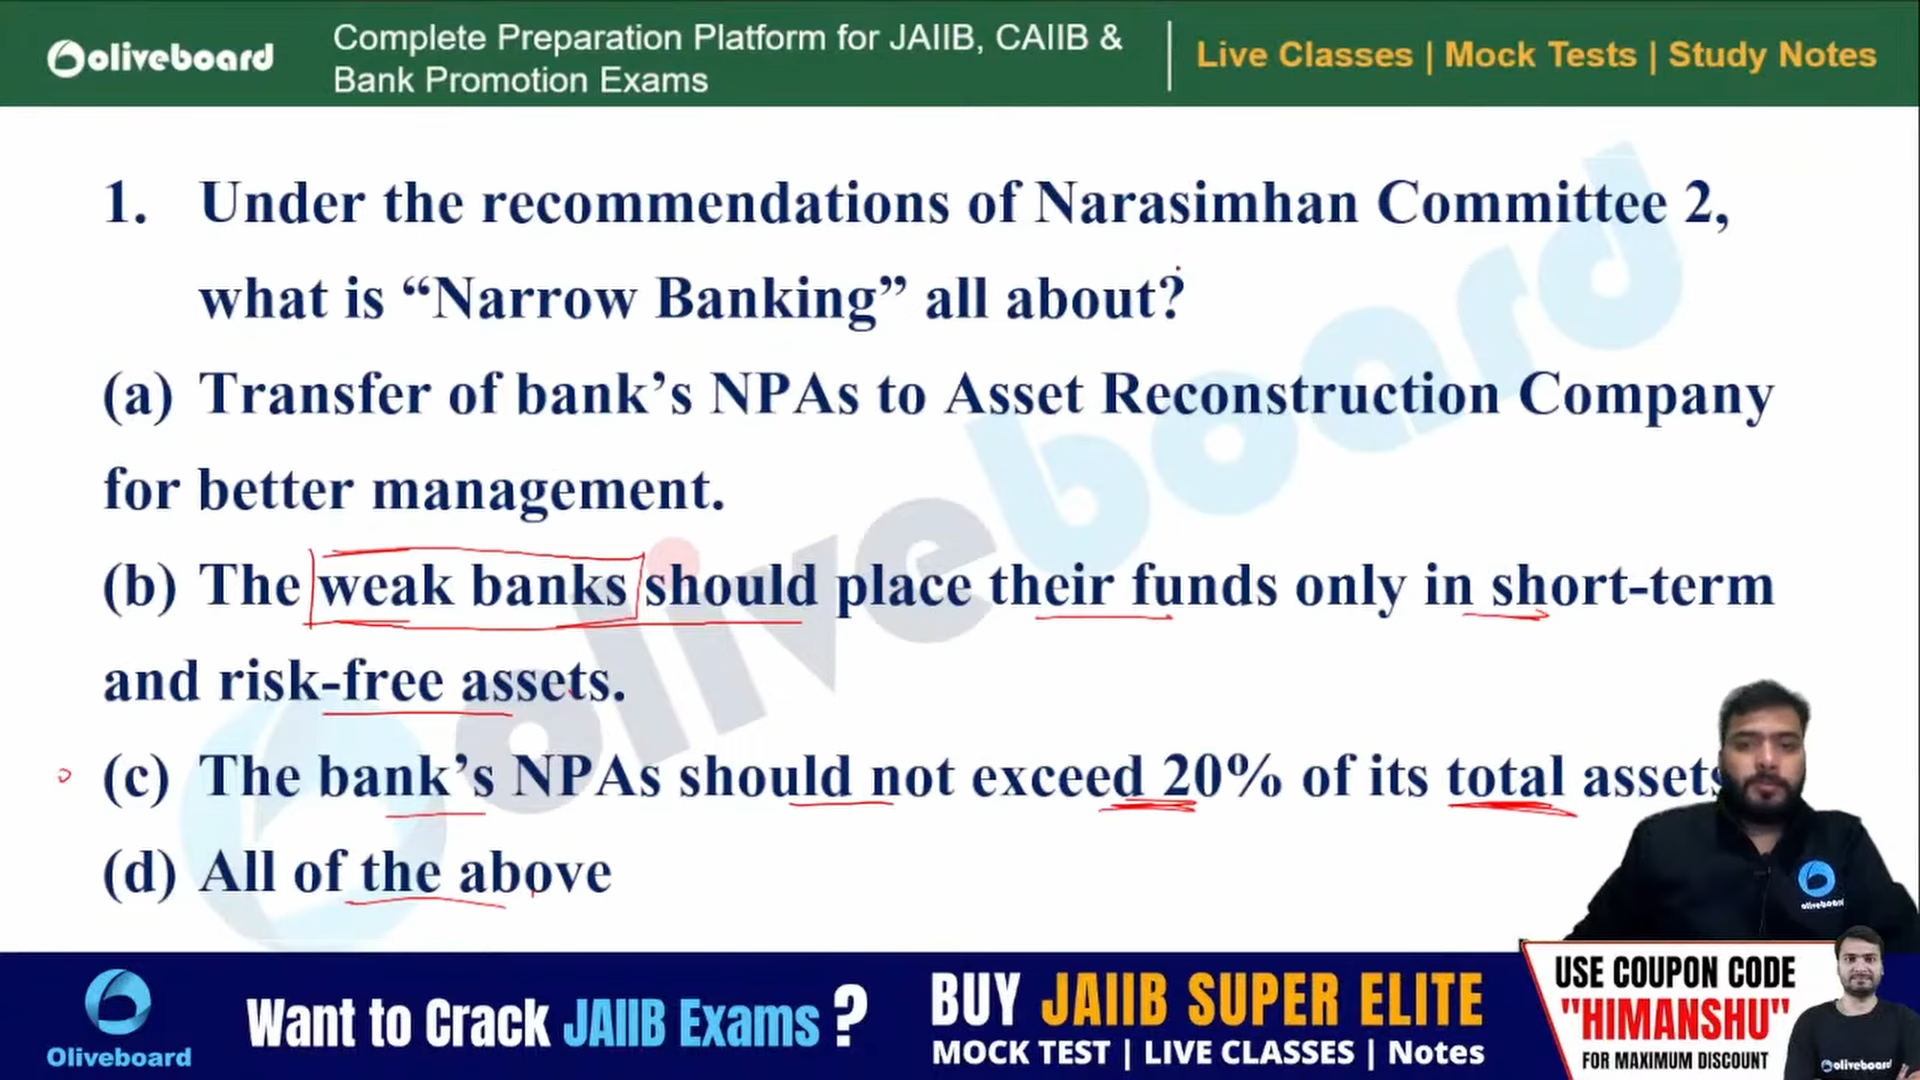 oliveboard
Complete Preparation Platform for JAIIB, CAIIB &
Bank Promotion Exams
Live Classes | Mock Tests | Study Notes
1. Under the recommendations of Narasimhan Committee 2,
what is “Narrow Banking” all about?
(a) Transfer of bank’s NPAs to Asset Reconstruction Company
for better management.
(b) The weak banks should place their funds only in short-term
and risk-free assets.
(c) The bank’s NPAs should not exceed 20% of its total assets
(d) All of the above
oliveboard
oliveboard
Oliveboard
Want to Crack JAIIB Exams ?
BUY JAIIB SUPER ELITE
MOCK TEST | LIVE CLASSES | Notes
USE COUPON CODE
"HIMANSHU"
FOR MAXIMUM DISCOUNT
oliveboard